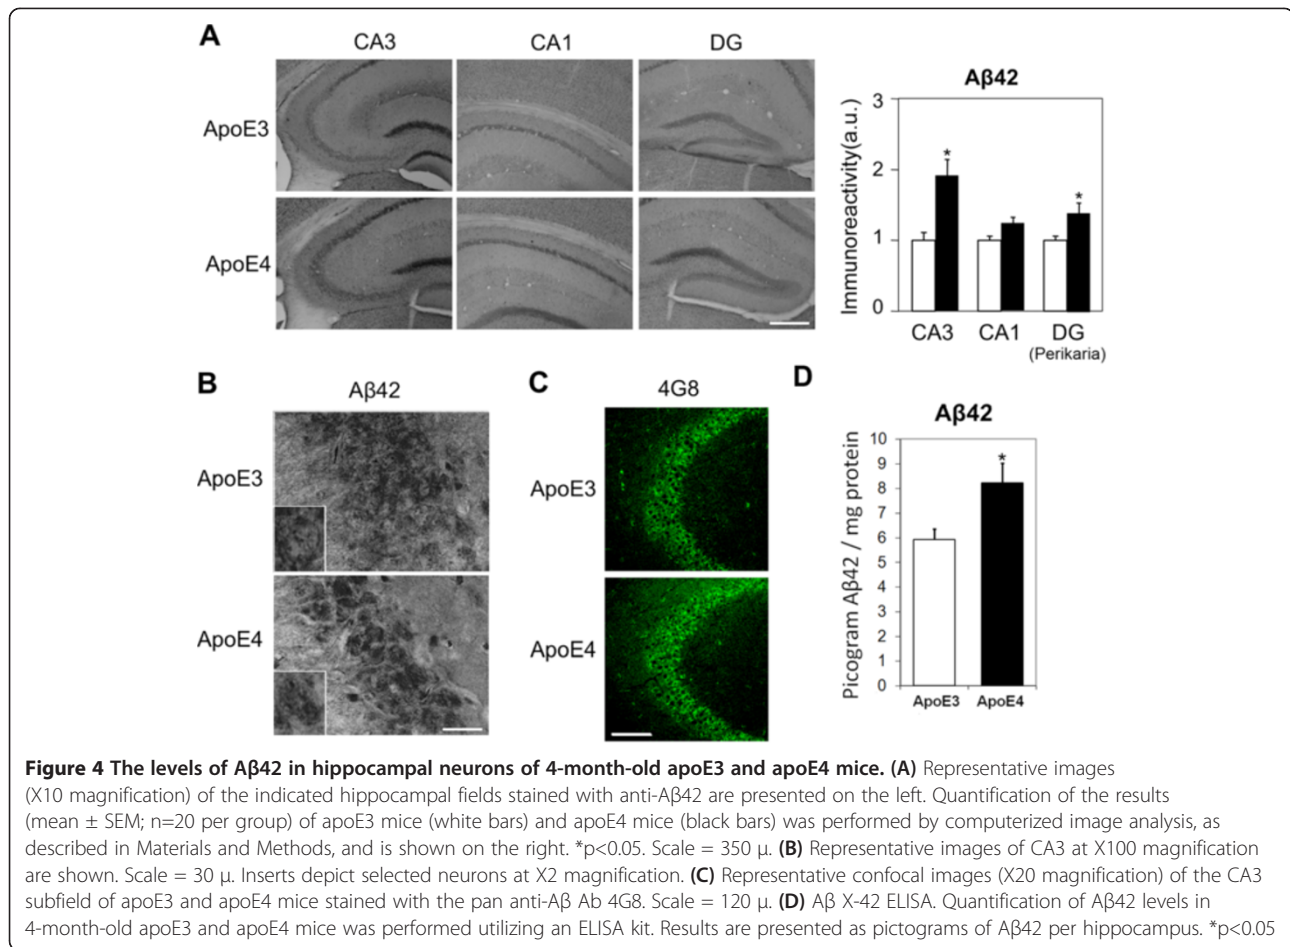 A
CA3
CA1
DG
ApoE3
ApoE4
Aβ42
Immunoreactivity(a.u.)
3
2
1
0
*
*
CA3
CA1
DG
(Perikaria)
B
Aβ42
ApoE3
ApoE4
C
4G8
ApoE3
ApoE4
D
Aβ42
Picogram Aβ42 / mg protein
10
9
8
7
6
5
4
3
2
1
0
*
ApoE3
ApoE4
Figure 4 The levels of Aβ42 in hippocampal neurons of 4-month-old apoE3 and apoE4 mice. (A) Representative images
(X10 magnification) of the indicated hippocampal fields stained with anti-Aβ42 are presented on the left. Quantification of the results
(mean ± SEM; n=20 per group) of apoE3 mice (white bars) and apoE4 mice (black bars) was performed by computerized image analysis, as
described in Materials and Methods, and is shown on the right. *p<0.05. Scale = 350 μ. (B) Representative images of CA3 at X100 magnification
are shown. Scale = 30 μ. Inserts depict selected neurons at X2 magnification. (C) Representative confocal images (X20 magnification) of the CA3
subfield of apoE3 and apoE4 mice stained with the pan anti-Aβ Ab 4G8. Scale = 120 μ. (D) Aβ X-42 ELISA. Quantification of Aβ42 levels in
4-month-old apoE3 and apoE4 mice was performed utilizing an ELISA kit. Results are presented as pictograms of Aβ42 per hippocampus. *p<0.05